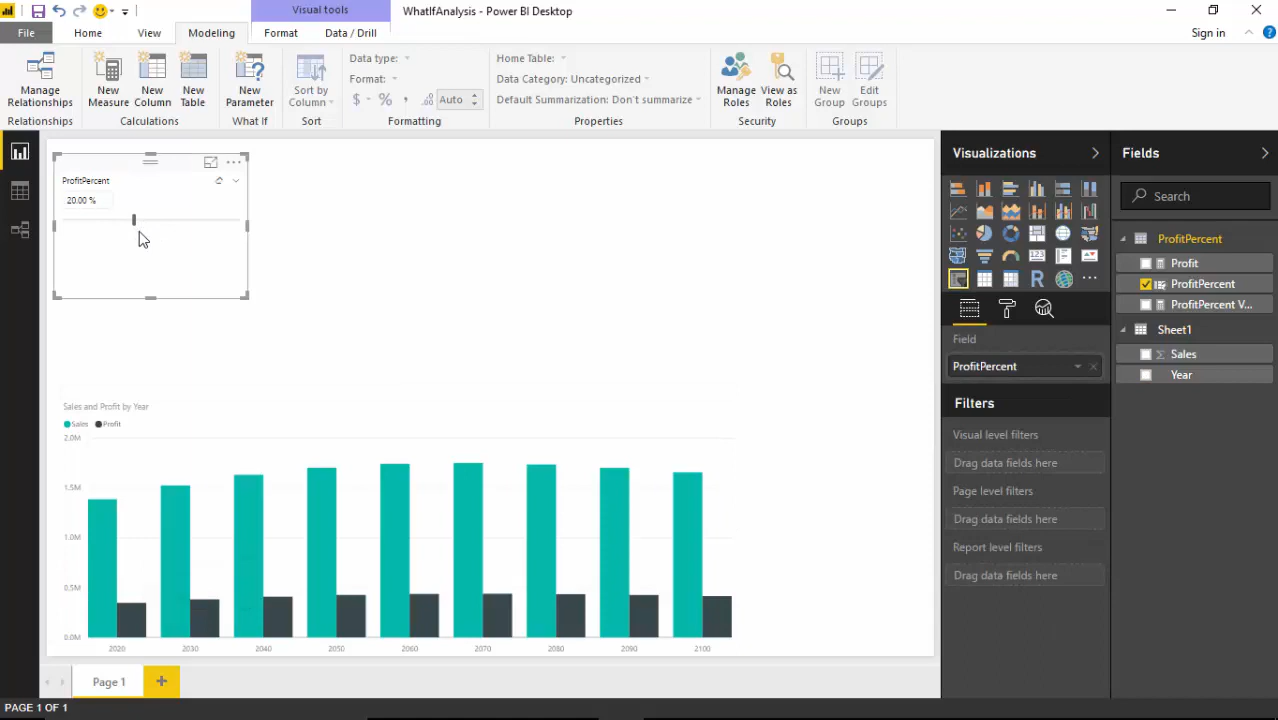 WhatIfAnalysis - Power BI Desktop
Visual tools
File
Home
View
Modeling
Format
Data / Drill
Sign in
Manage Relationships
New Measure
New Column
New Table
New Parameter
Sort by Column
Data type:
Format:
$ % , .00 Auto
Home Table:
Data Category: Uncategorized
Default Summarization: Don't summarize
Manage Roles
View as Roles
New Group
Edit Groups
Relationships
Calculations
What If
Sort
Formatting
Properties
Security
Groups
ProfitPercent
20.00 %
Sales and Profit by Year
Sales
Profit
2.0M
1.5M
1.0M
0.5M
0.0M
2020 2030 2040 2050 2060 2070 2080 2090 2100
Visualizations
123
R
Field
ProfitPercent
Filters
Visual level filters
Drag data fields here
Page level filters
Drag data fields here
Report level filters
Drag data fields here
Fields
Search
ProfitPercent
Profit
ProfitPercent
ProfitPercent V...
Sheet1
Σ Sales
Year
Page 1
PAGE 1 OF 1